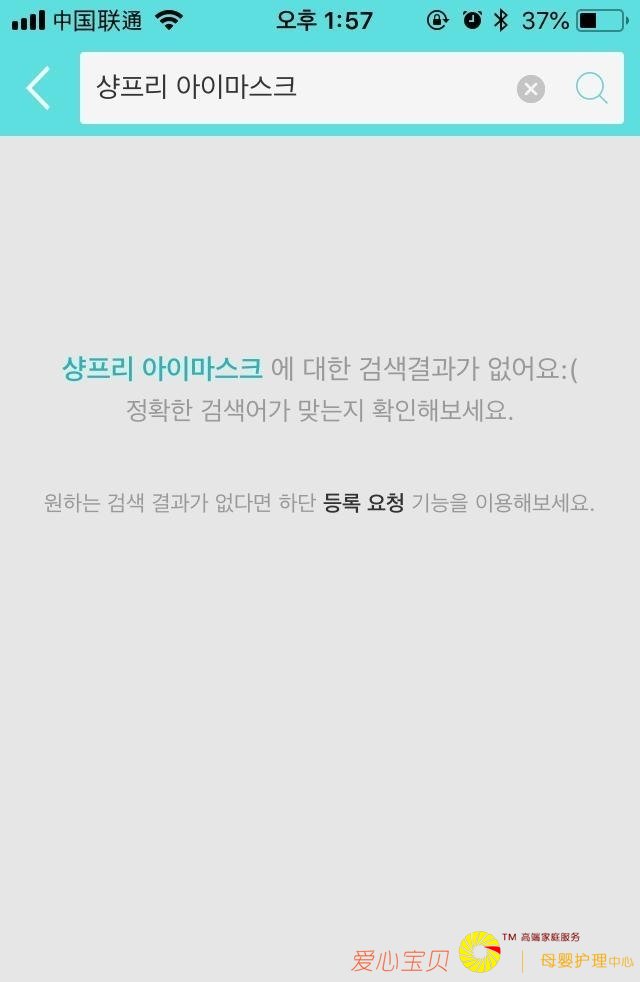 中国联通 오후 1:57 37%
샹프리 아이마스크
샹프리 아이마스크 에 대한 검색결과가 없어요:(
정확한 검색어가 맞는지 확인해보세요.
원하는 검색 결과가 없다면 하단 등록 요청 기능을 이용해보세요.
爱心宝贝 TM 高端家庭服务 母婴护理中心